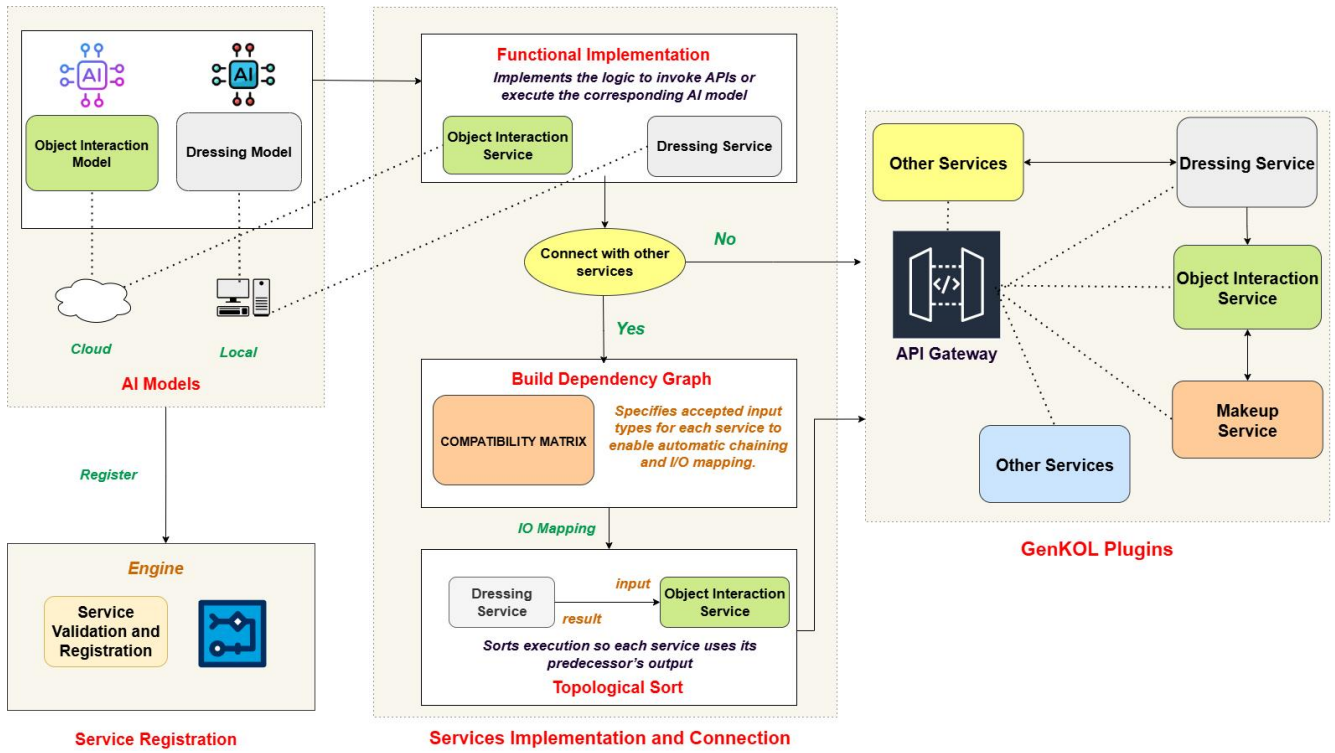 AI
AI
Object Interaction
Model
Dressing Model
Cloud
Local
AI Models
Register
Engine
Service
Validation and
Registration
Service Registration
Functional Implementation
Implements the logic to invoke APIs or
execute the corresponding AI model
Object Interaction
Service
Dressing Service
Connect with other
services
No
Yes
Build Dependency Graph
COMPATIBILITY MATRIX
Specifies accepted input
types for each service to
enable automatic chaining
and I/O mapping.
IO Mapping
Dressing
Service
input
result
Object Interaction
Service
Sorts execution so each service uses its
predecessor's output
Topological Sort
Services Implementation and Connection
Other Services
Dressing Service
</>
API Gateway
Object Interaction
Service
Makeup
Service
Other Services
GenKOL Plugins